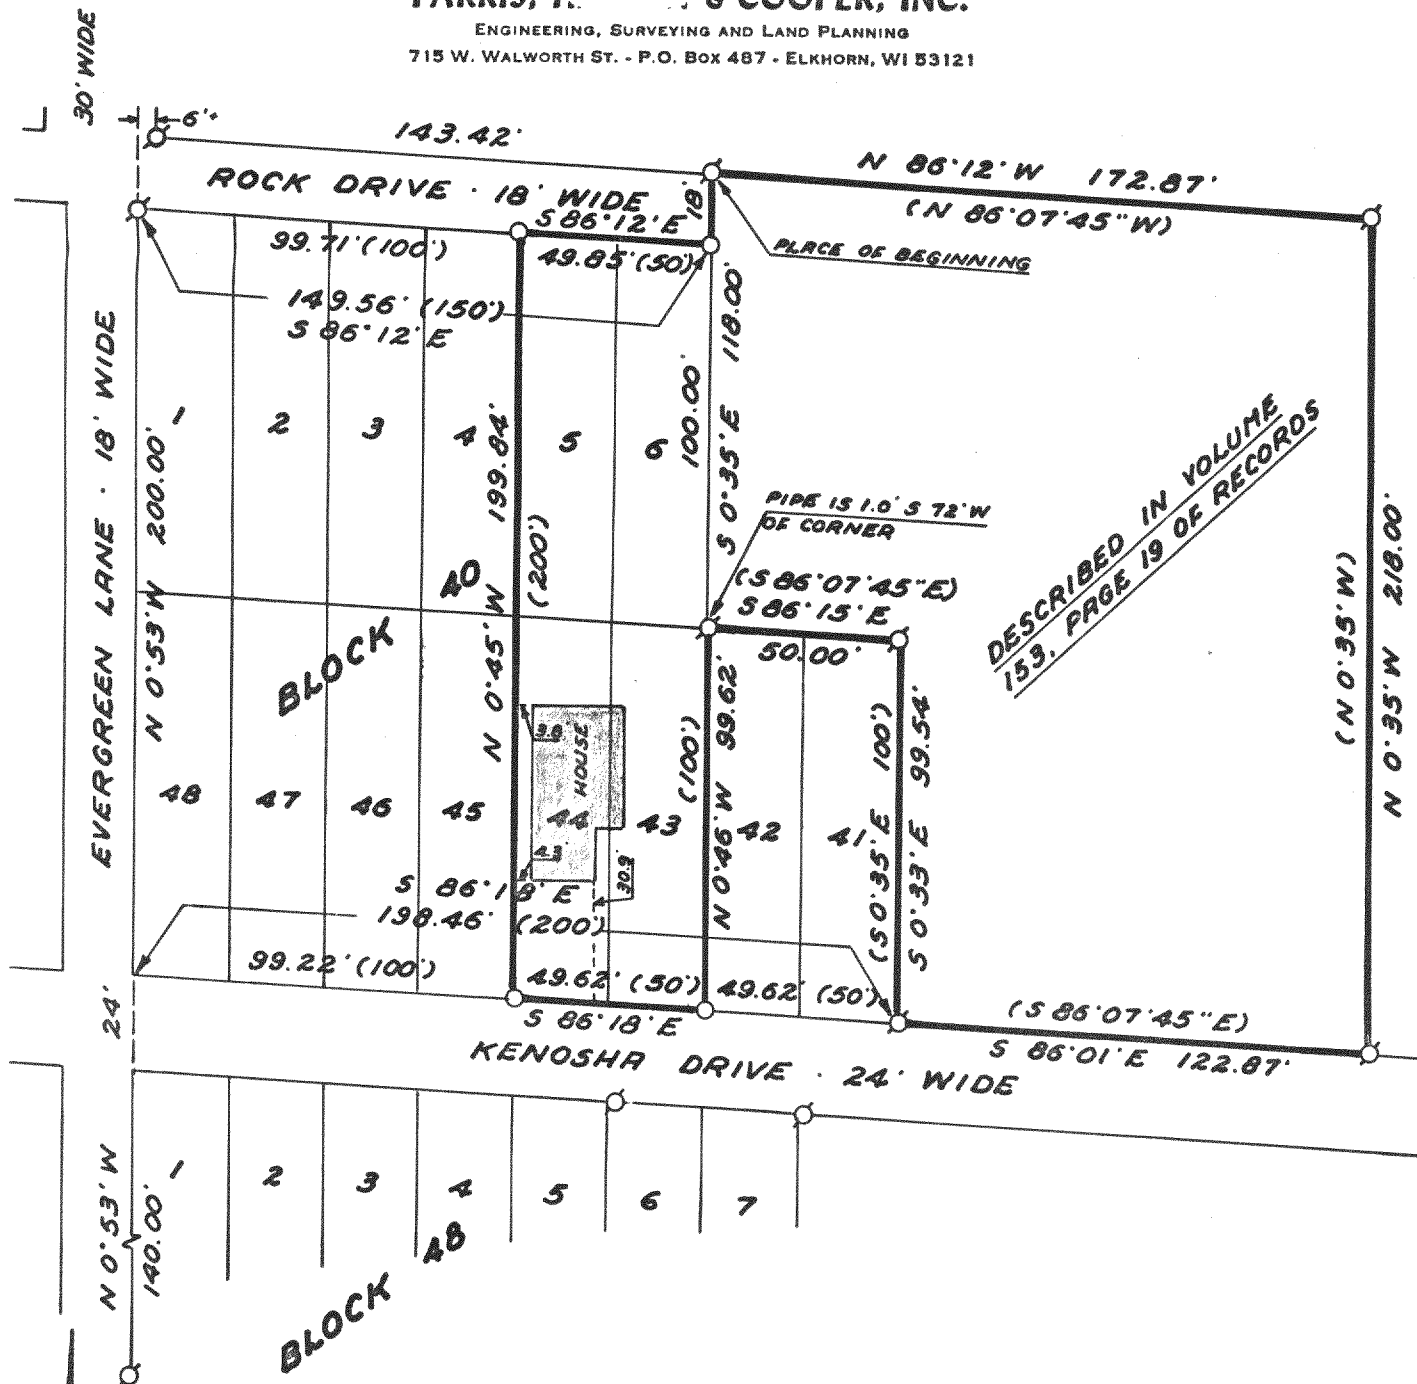 & COOPER, INC.
ENGINEERING, SURVEYING AND LAND PLANNING
715 W. WALWORTH ST. - P.O. BOX 487 - ELKHORN, WI 53121
30' WIDE
6'±
143.42'
N 86°12'W 172.87'
(N 86°07'45"W)
ROCK DRIVE · 18' WIDE
18'
S 86°12'E
99.71'(100')
49.85'(50')
PLACE OF BEGINNING
149.56' (150')
S 86°12'E
118.00'
S 0°35'E
100.00'
EVERGREEN LANE · 18' WIDE
N 0°53'W 200.00'
1
2
3
4
5
6
N 0°45'W 199.84'
(200')
DESCRIBED IN VOLUME
153, PAGE 19 OF RECORDS
PIPE IS 1.0' S 72°W
OF CORNER
(S 86°07'45"E)
S 86°15'E
50.00'
BLOCK 40
(N 0°35'W)
N 0°35'W 218.00'
48
47
46
45
44
43
42
41
3.8'
HOUSE
4.3'
30.9'
(100')
N 0°46'W 99.62'
(S 0°35'E 100')
S 0°33'E 99.54'
S 86°18'E
198.46' (200')
99.22'(100')
49.62' (50')
49.62' (50')
S 86°18'E
24'
(S 86°07'45"E)
S 86°01'E 122.87'
KENOSHA DRIVE · 24' WIDE
N 0°53'W
140.00'
1
2
3
4
5
6
7
BLOCK 48